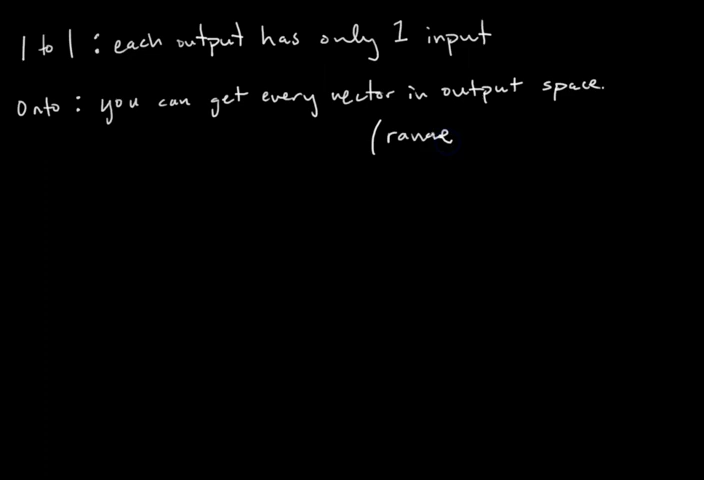 1 to 1 : each output has only 1 input
Onto : you can get every vector in output space.
(range